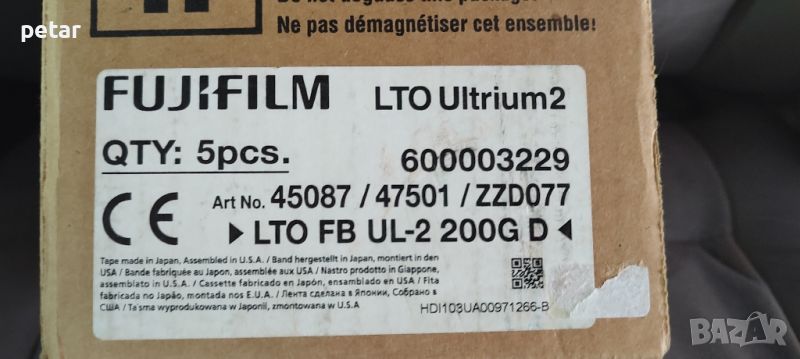 petar
Do not degauss this package!
Ne pas démagnétiser cet ensemble!
FUJIFILM LTO Ultrium2
QTY: 5pcs. 600003229
Art No. 45087 / 47501 / ZZD077
CE ▶ LTO FB UL-2 200G D ◀
Tape made in Japan, Assembled in U.S.A. / Band hergestellt in Japan, montiert in den
USA / Bande fabriquée au Japon, assemblée aux USA / Nastro prodotto in Giappone,
assemblato in U.S.A. / Cassette fabricado en Japón, ensamblado en USA / Fita
fabricada no Japão, montada nos E.U.A. / Лента сделана в Японии, Собрано в
США / Taśma wyprodukowana w Japonii, zmontowana w U.S.A
HDI103UA00971266-B
BAZAR